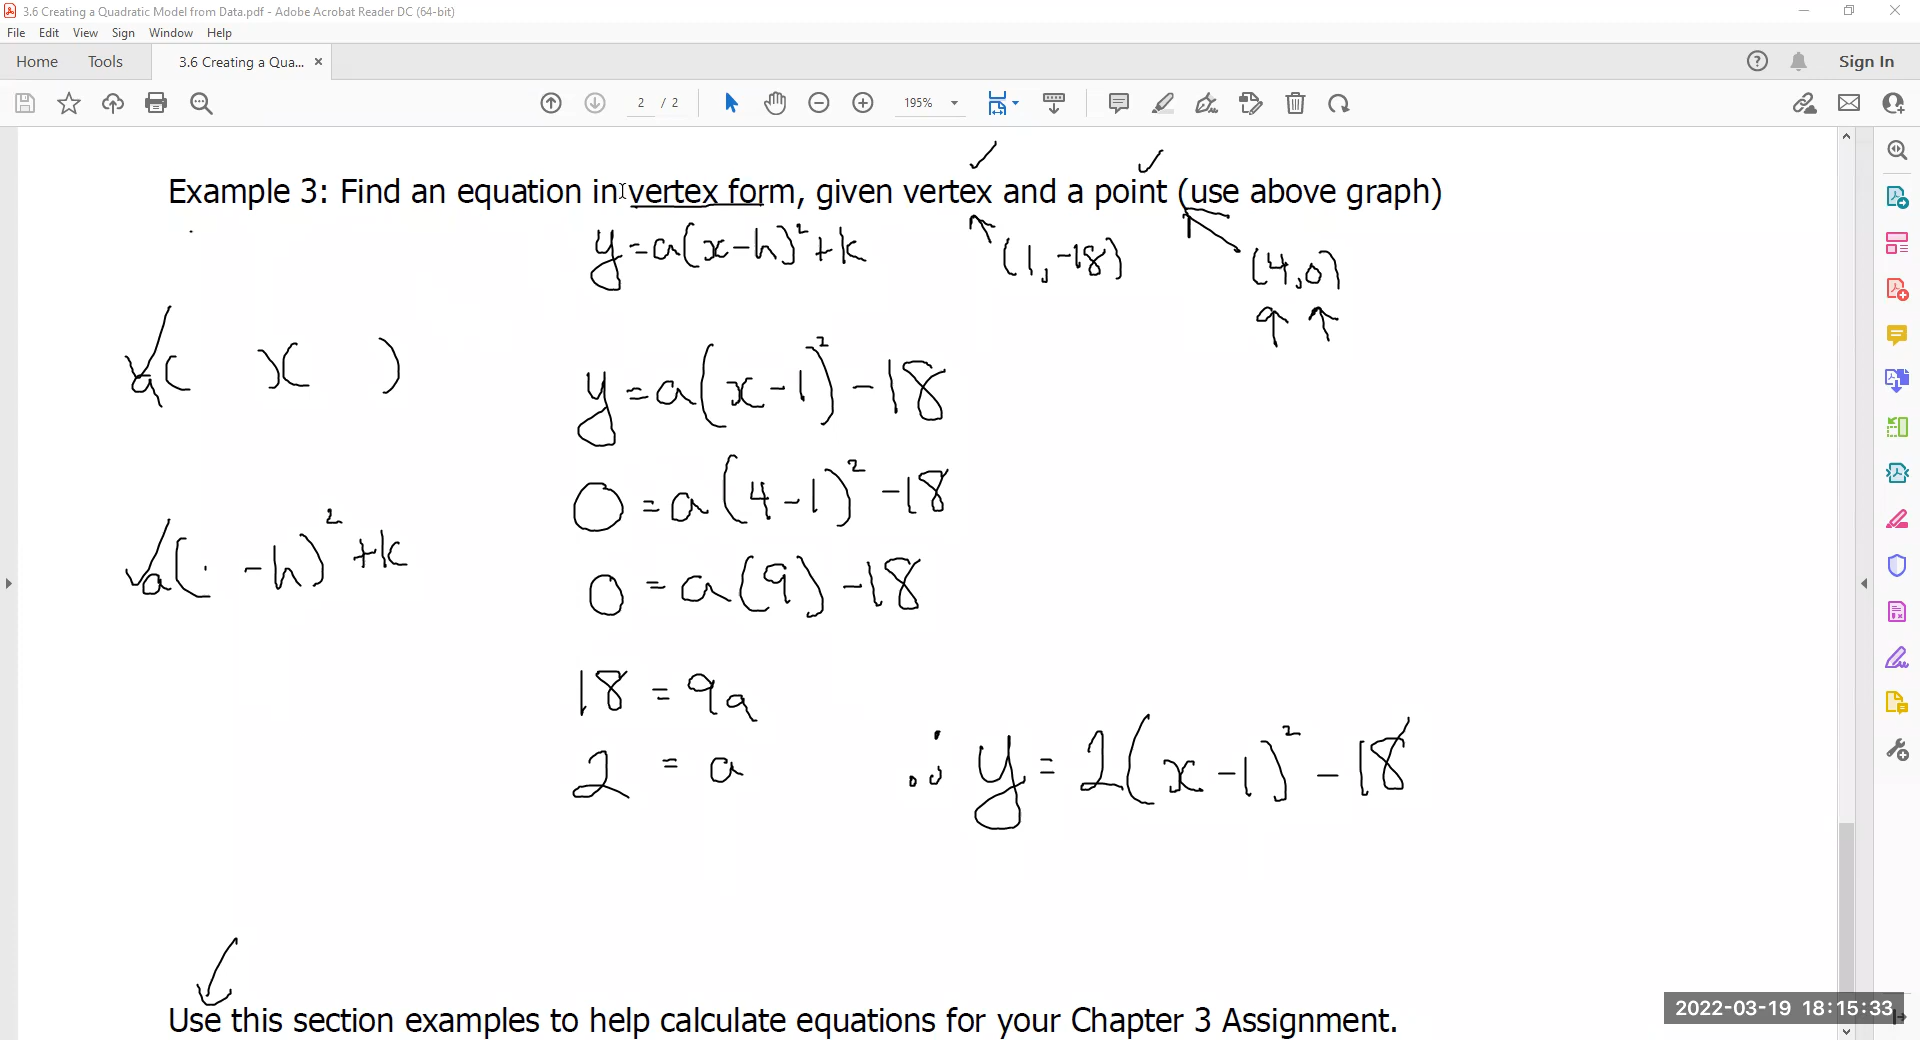 3.6 Creating a Quadratic Model from Data.pdf - Adobe Acrobat Reader DC (64-bit)
File Edit View Sign Window Help
Home Tools 3.6 Creating a Qua... × Sign In
2 / 2 195%
Example 3: Find an equation in vertex form, given vertex and a point (use above graph)
y = a(x-h)² + k
(1, -18)
(4, 0)
a( )( )
y = a(x-1)² - 18
0 = a(4-1)² - 18
a( -h)² + k
0 = a(9) - 18
18 = 9a
2 = a
∴ y = 2(x-1)² - 18
Use this section examples to help calculate equations for your Chapter 3 Assignment.
2022-03-19 18:15:33